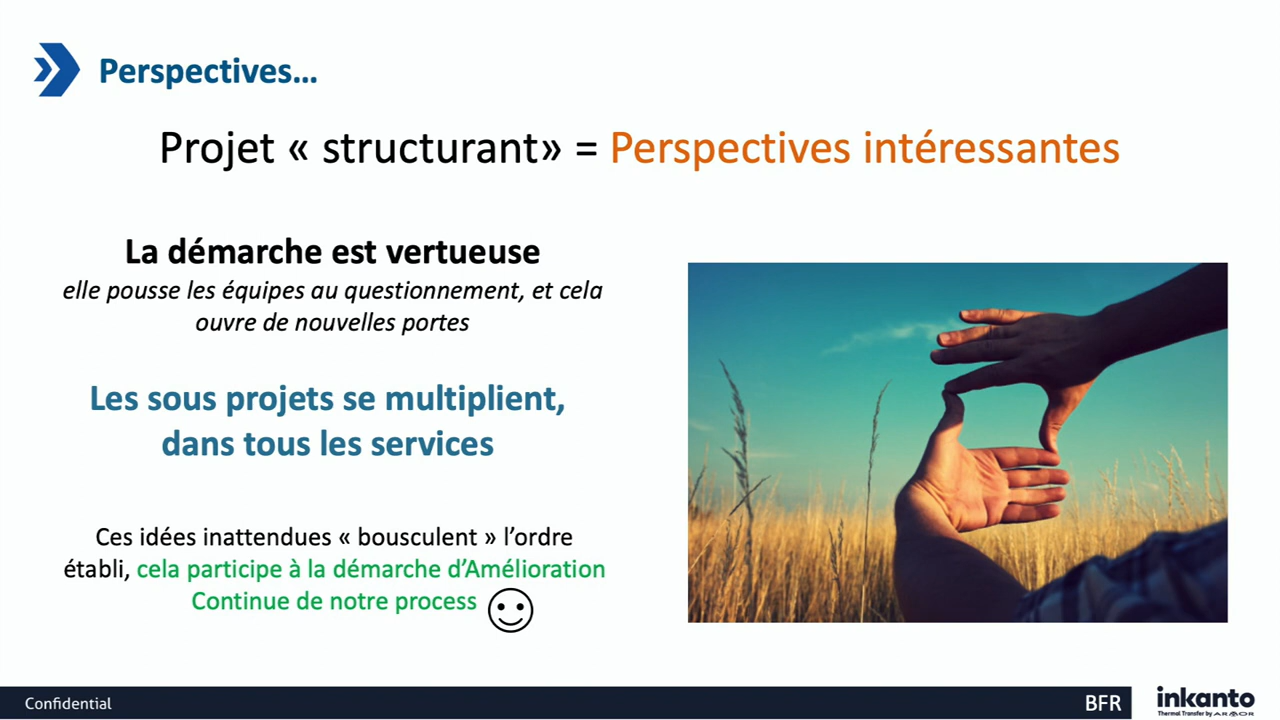 Perspectives...
Projet « structurant» = Perspectives intéressantes
La démarche est vertueuse
elle pousse les équipes au questionnement, et cela
ouvre de nouvelles portes
Les sous projets se multiplient,
dans tous les services
Ces idées inattendues « bousculent » l’ordre
établi, cela participe à la démarche d’Amélioration
Continue de notre process
Confidential
BFR
inkanto
Thermal Transfer by ARMOR